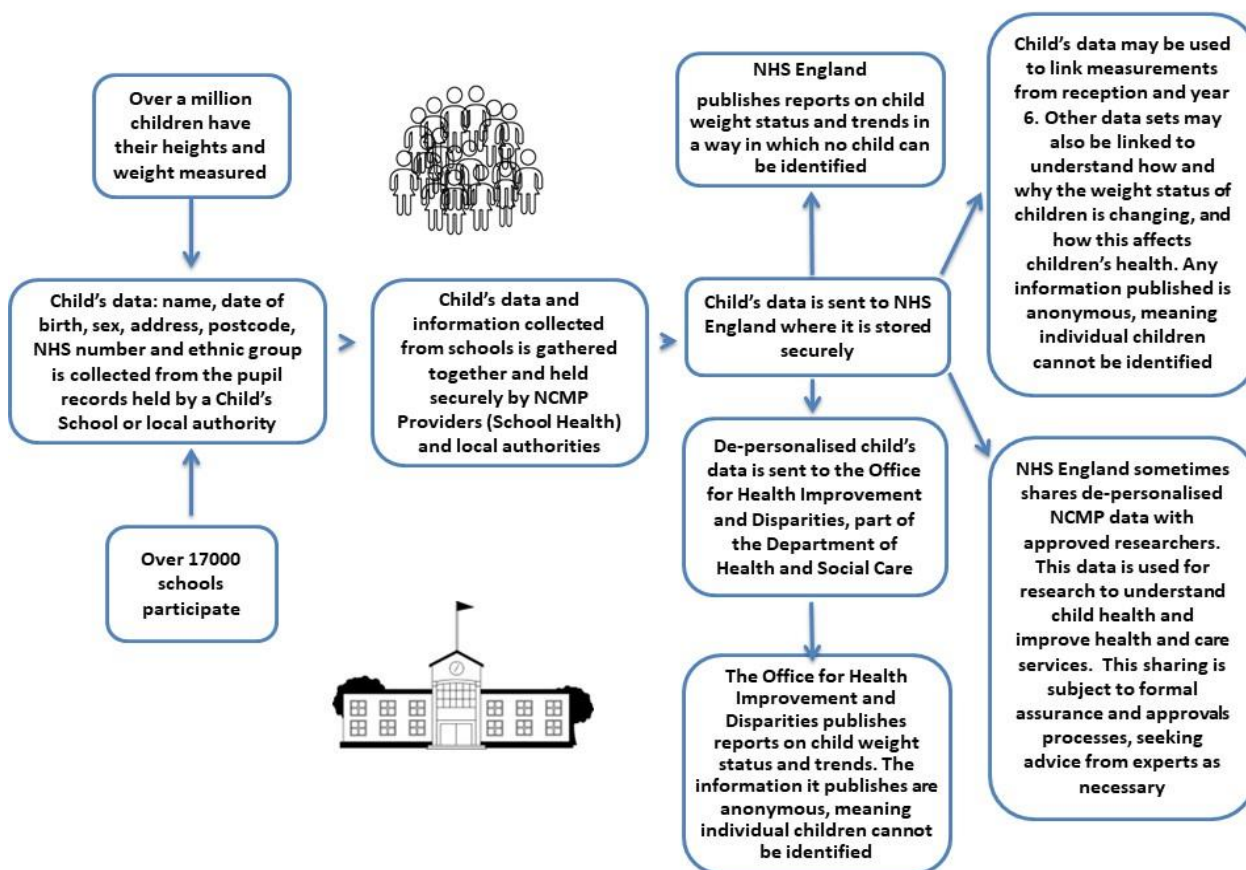 Over a million
children have
their heights and
weight measured
Child's data: name, date of
birth, sex, address, postcode,
NHS number and ethnic group
is collected from the pupil
records held by a Child's
School or local authority
Over 17000
schools
participate
Child's data and
information collected
from schools is gathered
together and held
securely by NCMP
Providers (School Health)
and local authorities
NHS England
publishes reports on child
weight status and trends in
a way in which no child can
be identified
Child's data is sent to NHS
England where it is stored
securely
De-personalised child's
data is sent to the Office
for Health Improvement
and Disparities, part of
the Department of
Health and Social Care
The Office for Health
Improvement and
Disparities publishes
reports on child weight
status and trends. The
information it publishes are
anonymous, meaning
individual children cannot
be identified
Child's data may be used
to link measurements
from reception and year
6. Other data sets may
also be linked to
understand how and
why the weight status of
children is changing, and
how this affects
children's health. Any
information published is
anonymous, meaning
individual children
cannot be identified
NHS England sometimes
shares de-personalised
NCMP data with
approved researchers.
This data is used for
research to understand
child health and
improve health and care
services. This sharing is
subject to formal
assurance and approvals
processes, seeking
advice from experts as
necessary